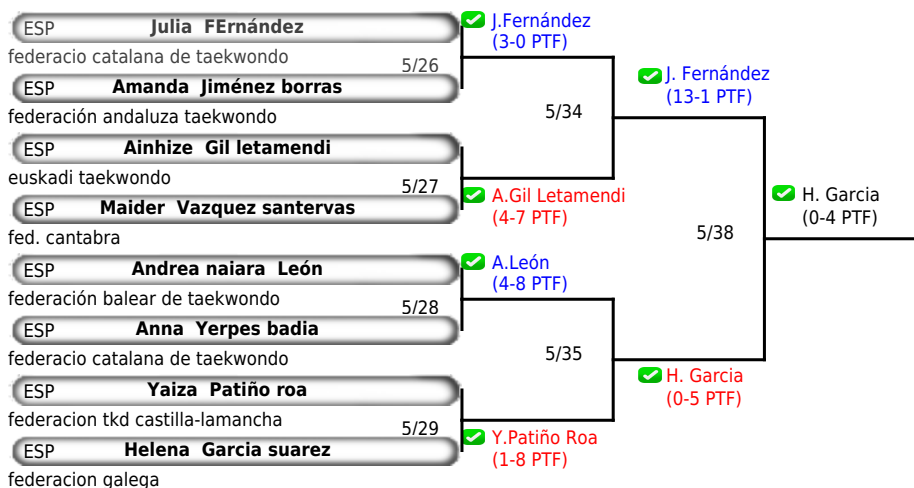 ESP Julia FErnández
federacio catalana de taekwondo
5/26
ESP Amanda Jiménez borras
federación andaluza taekwondo
ESP Ainhize Gil letamendi
euskadi taekwondo
5/27
ESP Maider Vazquez santervas
fed. cantabra
ESP Andrea naiara León
federación balear de taekwondo
5/28
ESP Anna Yerpes badia
federacio catalana de taekwondo
ESP Yaiza Patiño roa
federacion tkd castilla-lamancha
5/29
ESP Helena Garcia suarez
federacion galega
J.Fernández
(3-0 PTF)
5/34
A.Gil Letamendi
(4-7 PTF)
A.León
(4-8 PTF)
5/35
Y.Patiño Roa
(1-8 PTF)
J. Fernández
(13-1 PTF)
5/38
H. Garcia
(0-5 PTF)
H. Garcia
(0-4 PTF)